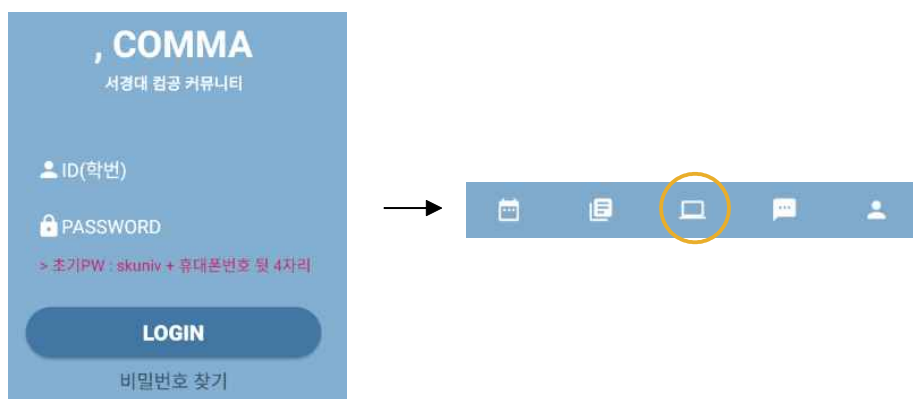 , COMMA
서경대 컴공 커뮤니티
ID(학번)
PASSWORD
> 초기PW : skuniv + 휴대폰번호 뒷 4자리
LOGIN
비밀번호 찾기